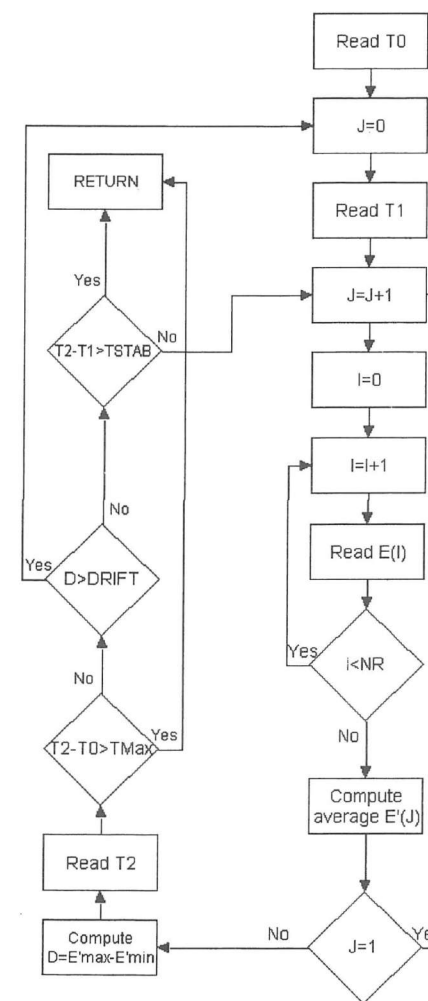 Read T0
J=0
RETURN
Read T1
Yes
J=J+1
No
T2-T1>TSTAB
I=0
I=I+1
No
Read E(I)
Yes
D>DRIFT
Yes
I<NR
No
No
T2-T0>TMax
Yes
Compute
average E'(J)
Read T2
No
Ye
J=1
Compute
D=E'max-E'min